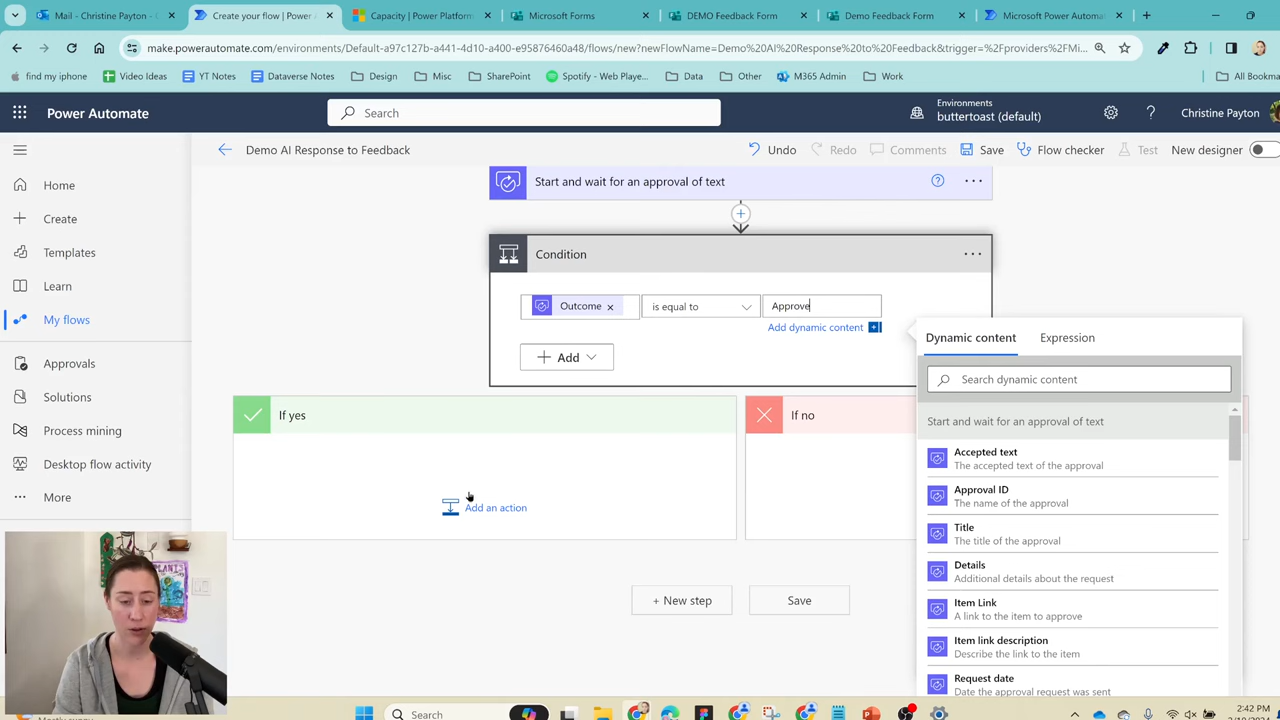 Mail - Christine Payton - C
Create your flow | Power A
Capacity | Power Platform
Microsoft Forms
DEMO Feedback Form
Demo Feedback Form
Microsoft Power Automat
make.powerautomate.com/environments/Default-a97c127b-a441-4d10-a400-e95876460a48/flows/new?newFlowName=Demo%20AI%20Response%20to%20Feedback&trigger=%2Fproviders%2FMi...
find my iphone
Video Ideas
YT Notes
Dataverse Notes
Design
Misc
SharePoint
Spotify - Web Playe...
Data
Other
M365 Admin
Work
All Bookma
Power Automate
Search
Environments
buttertoast (default)
Christine Payton
Demo AI Response to Feedback
Undo
Redo
Comments
Save
Flow checker
Test
New designer
Home
Create
Templates
Learn
My flows
Approvals
Solutions
Process mining
Desktop flow activity
More
Start and wait for an approval of text
Condition
Outcome
is equal to
Approve
Add dynamic content
Add
If yes
Add an action
If no
+ New step
Save
Dynamic content
Expression
Search dynamic content
Start and wait for an approval of text
Accepted text
The accepted text of the approval
Approval ID
The name of the approval
Title
The title of the approval
Details
Additional details about the request
Item Link
A link to the item to approve
Item link description
Describe the link to the item
Request date
Date the approval request was sent
Search
2:42 PM